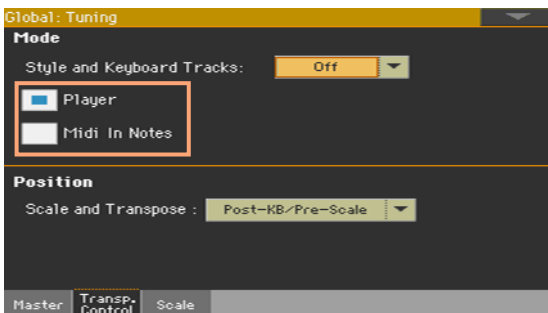 Global: Tuning
Mode
Style and Keyboard Tracks: Off
Player
Midi In Notes
Position
Scale and Transpose : Post-KB/Pre-Scale
Master Transp. Control Scale